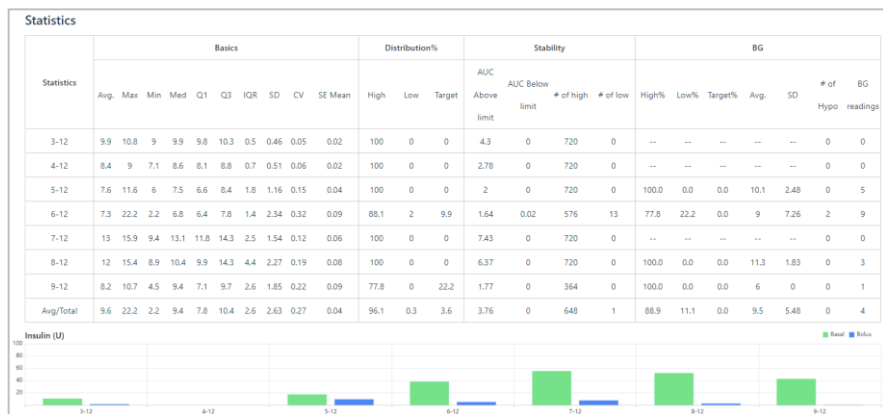 Statistics
Statistics Basics Distribution% Stability BG
Avg. Max Min Med Q1 Q3 IQR SD CV SE Mean High Low Target AUC Above limit AUC Below limit # of high # of low High% Low% Target% Avg. SD # of Hypo BG readings
3-12 9.9 10.8 9 9.9 9.8 10.3 0.5 0.46 0.05 0.02 100 0 0 4.3 0 720 0 -- -- -- -- -- 0 0
4-12 8.4 9 7.1 8.6 8.1 8.8 0.7 0.51 0.06 0.02 100 0 0 2.78 0 720 0 -- -- -- -- -- 0 0
5-12 7.6 11.6 6 7.5 6.6 8.4 1.8 1.16 0.15 0.04 100 0 0 2 0 720 0 100.0 0.0 0.0 10.1 2.48 0 5
6-12 7.3 22.2 2.2 6.8 6.4 7.8 1.4 2.34 0.32 0.09 88.1 2 9.9 1.64 0.02 576 13 77.8 22.2 0.0 9 7.26 2 9
7-12 13 15.9 9.4 13.1 11.8 14.3 2.5 1.54 0.12 0.06 100 0 0 7.43 0 720 0 -- -- -- -- -- 0 0
8-12 12 15.4 8.9 10.4 9.9 14.3 4.4 2.27 0.19 0.08 100 0 0 6.37 0 720 0 100.0 0.0 0.0 11.3 1.83 0 3
9-12 8.2 10.7 4.5 9.4 7.1 9.7 2.6 1.85 0.22 0.09 77.8 0 22.2 1.77 0 364 0 100.0 0.0 0.0 6 0 0 1
Avg/Total 9.6 22.2 2.2 9.4 7.8 10.4 2.6 2.63 0.27 0.04 96.1 0.3 3.6 3.76 0 648 1 88.9 11.1 0.0 9.5 5.48 0 4
Insulin (U) Basal Bolus
100
80
60
40
20
3-12 4-12 5-12 6-12 7-12 8-12 9-12